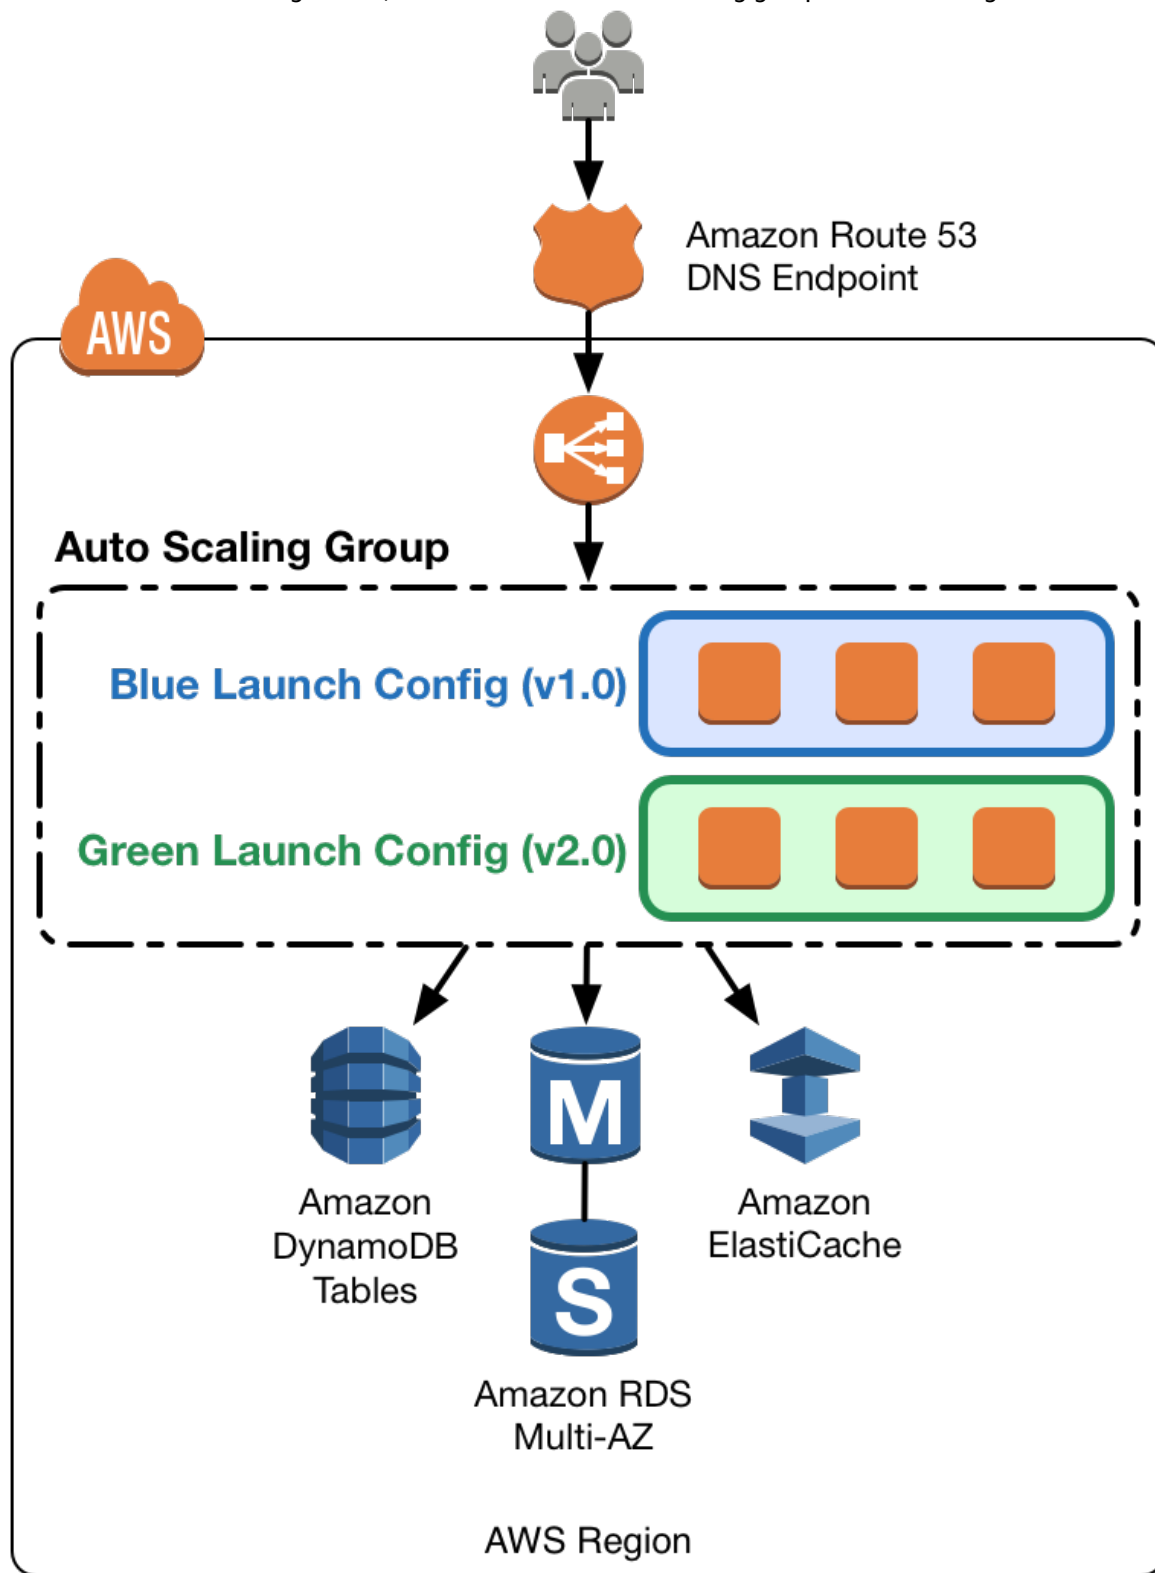 Amazon Route 53
DNS Endpoint
AWS
Auto Scaling Group
Blue Launch Config (v1.0)
Green Launch Config (v2.0)
M
Amazon
DynamoDB
Tables
Amazon
ElastiCache
S
Amazon RDS
Multi-AZ
AWS Region